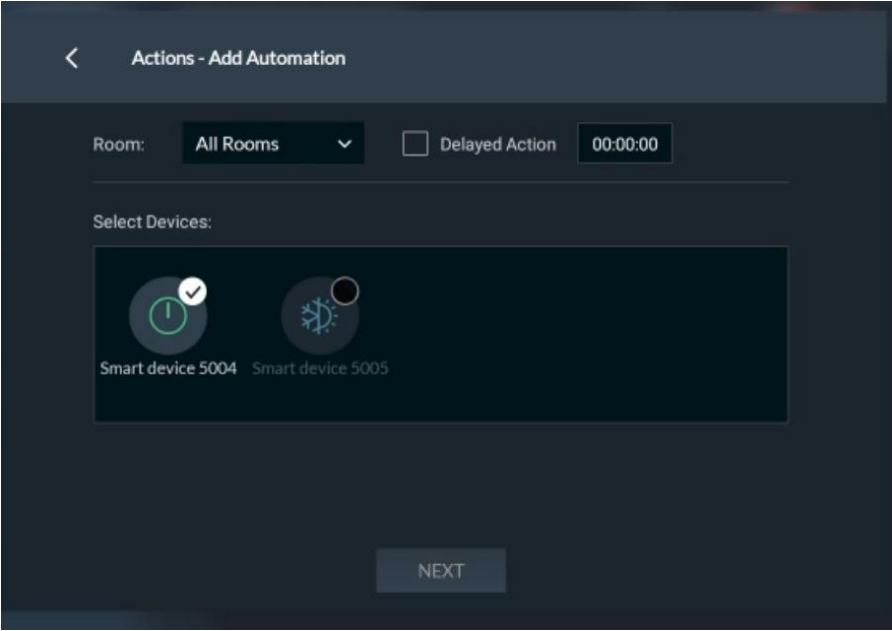 Actions - Add Automation
Room: All Rooms Delayed Action 00:00:00
Select Devices:
Smart device 5004 Smart device 5005
NEXT